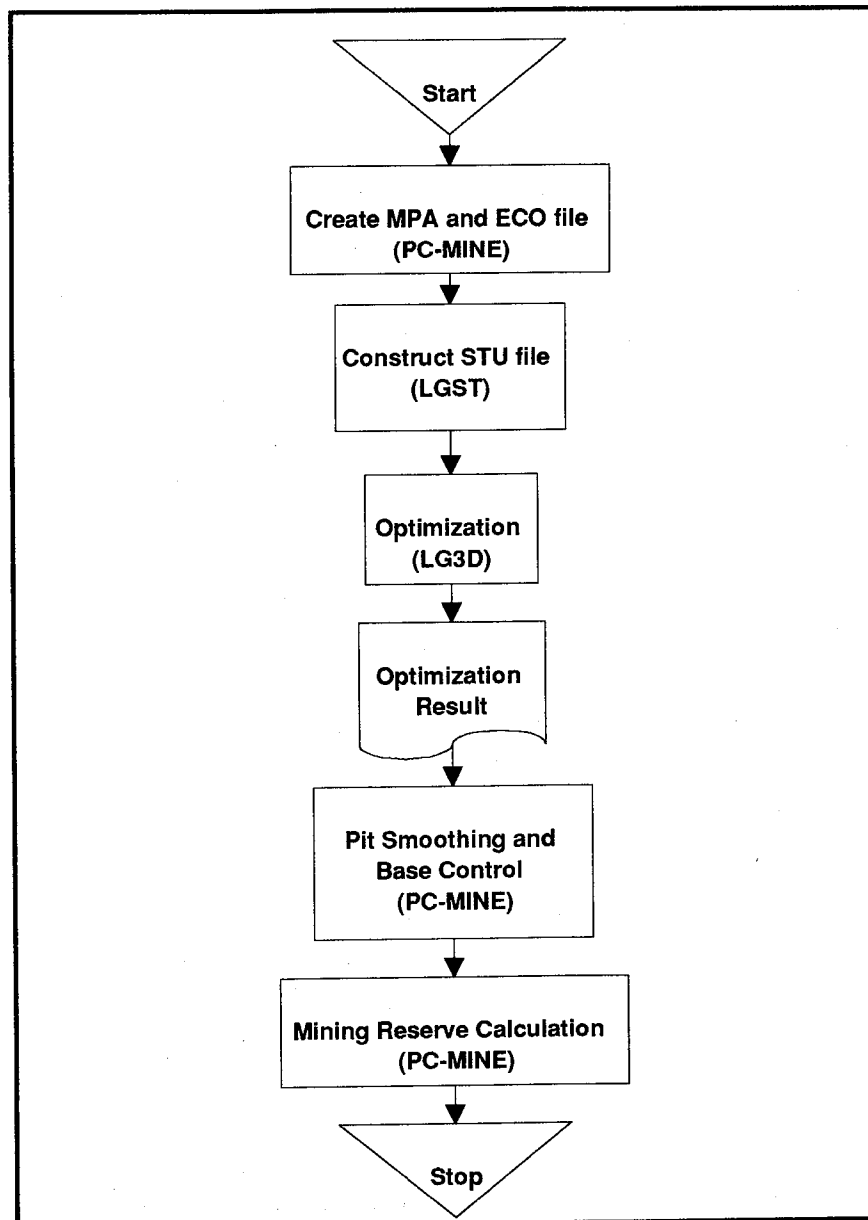 Start
Create MPA and ECO file
(PC-MINE)
Construct STU file
(LGST)
Optimization
(LG3D)
Optimization
Result
Pit Smoothing and
Base Control
(PC-MINE)
Mining Reserve Calculation
(PC-MINE)
Stop